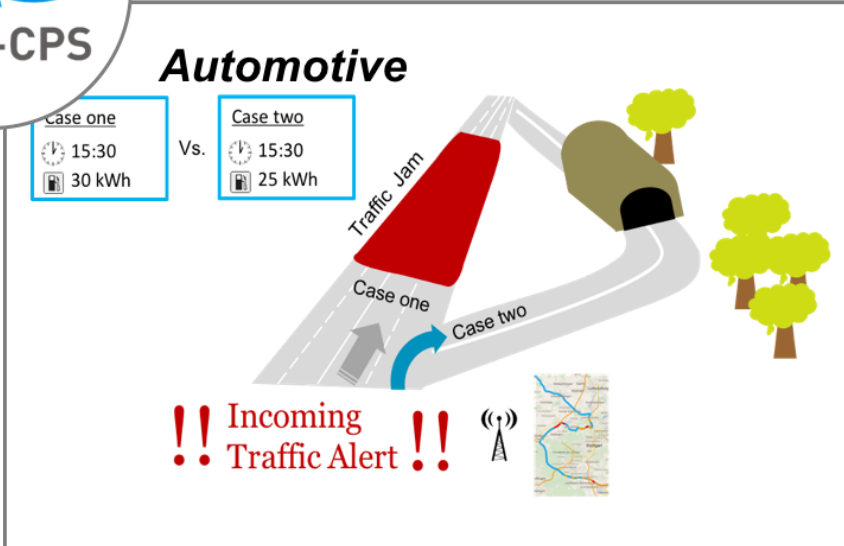 -CPS
Automotive
Case one
15:30
30 kWh
Vs.
Case two
15:30
25 kWh
Traffic Jam
Case one
Case two
!! Incoming !!
Traffic Alert